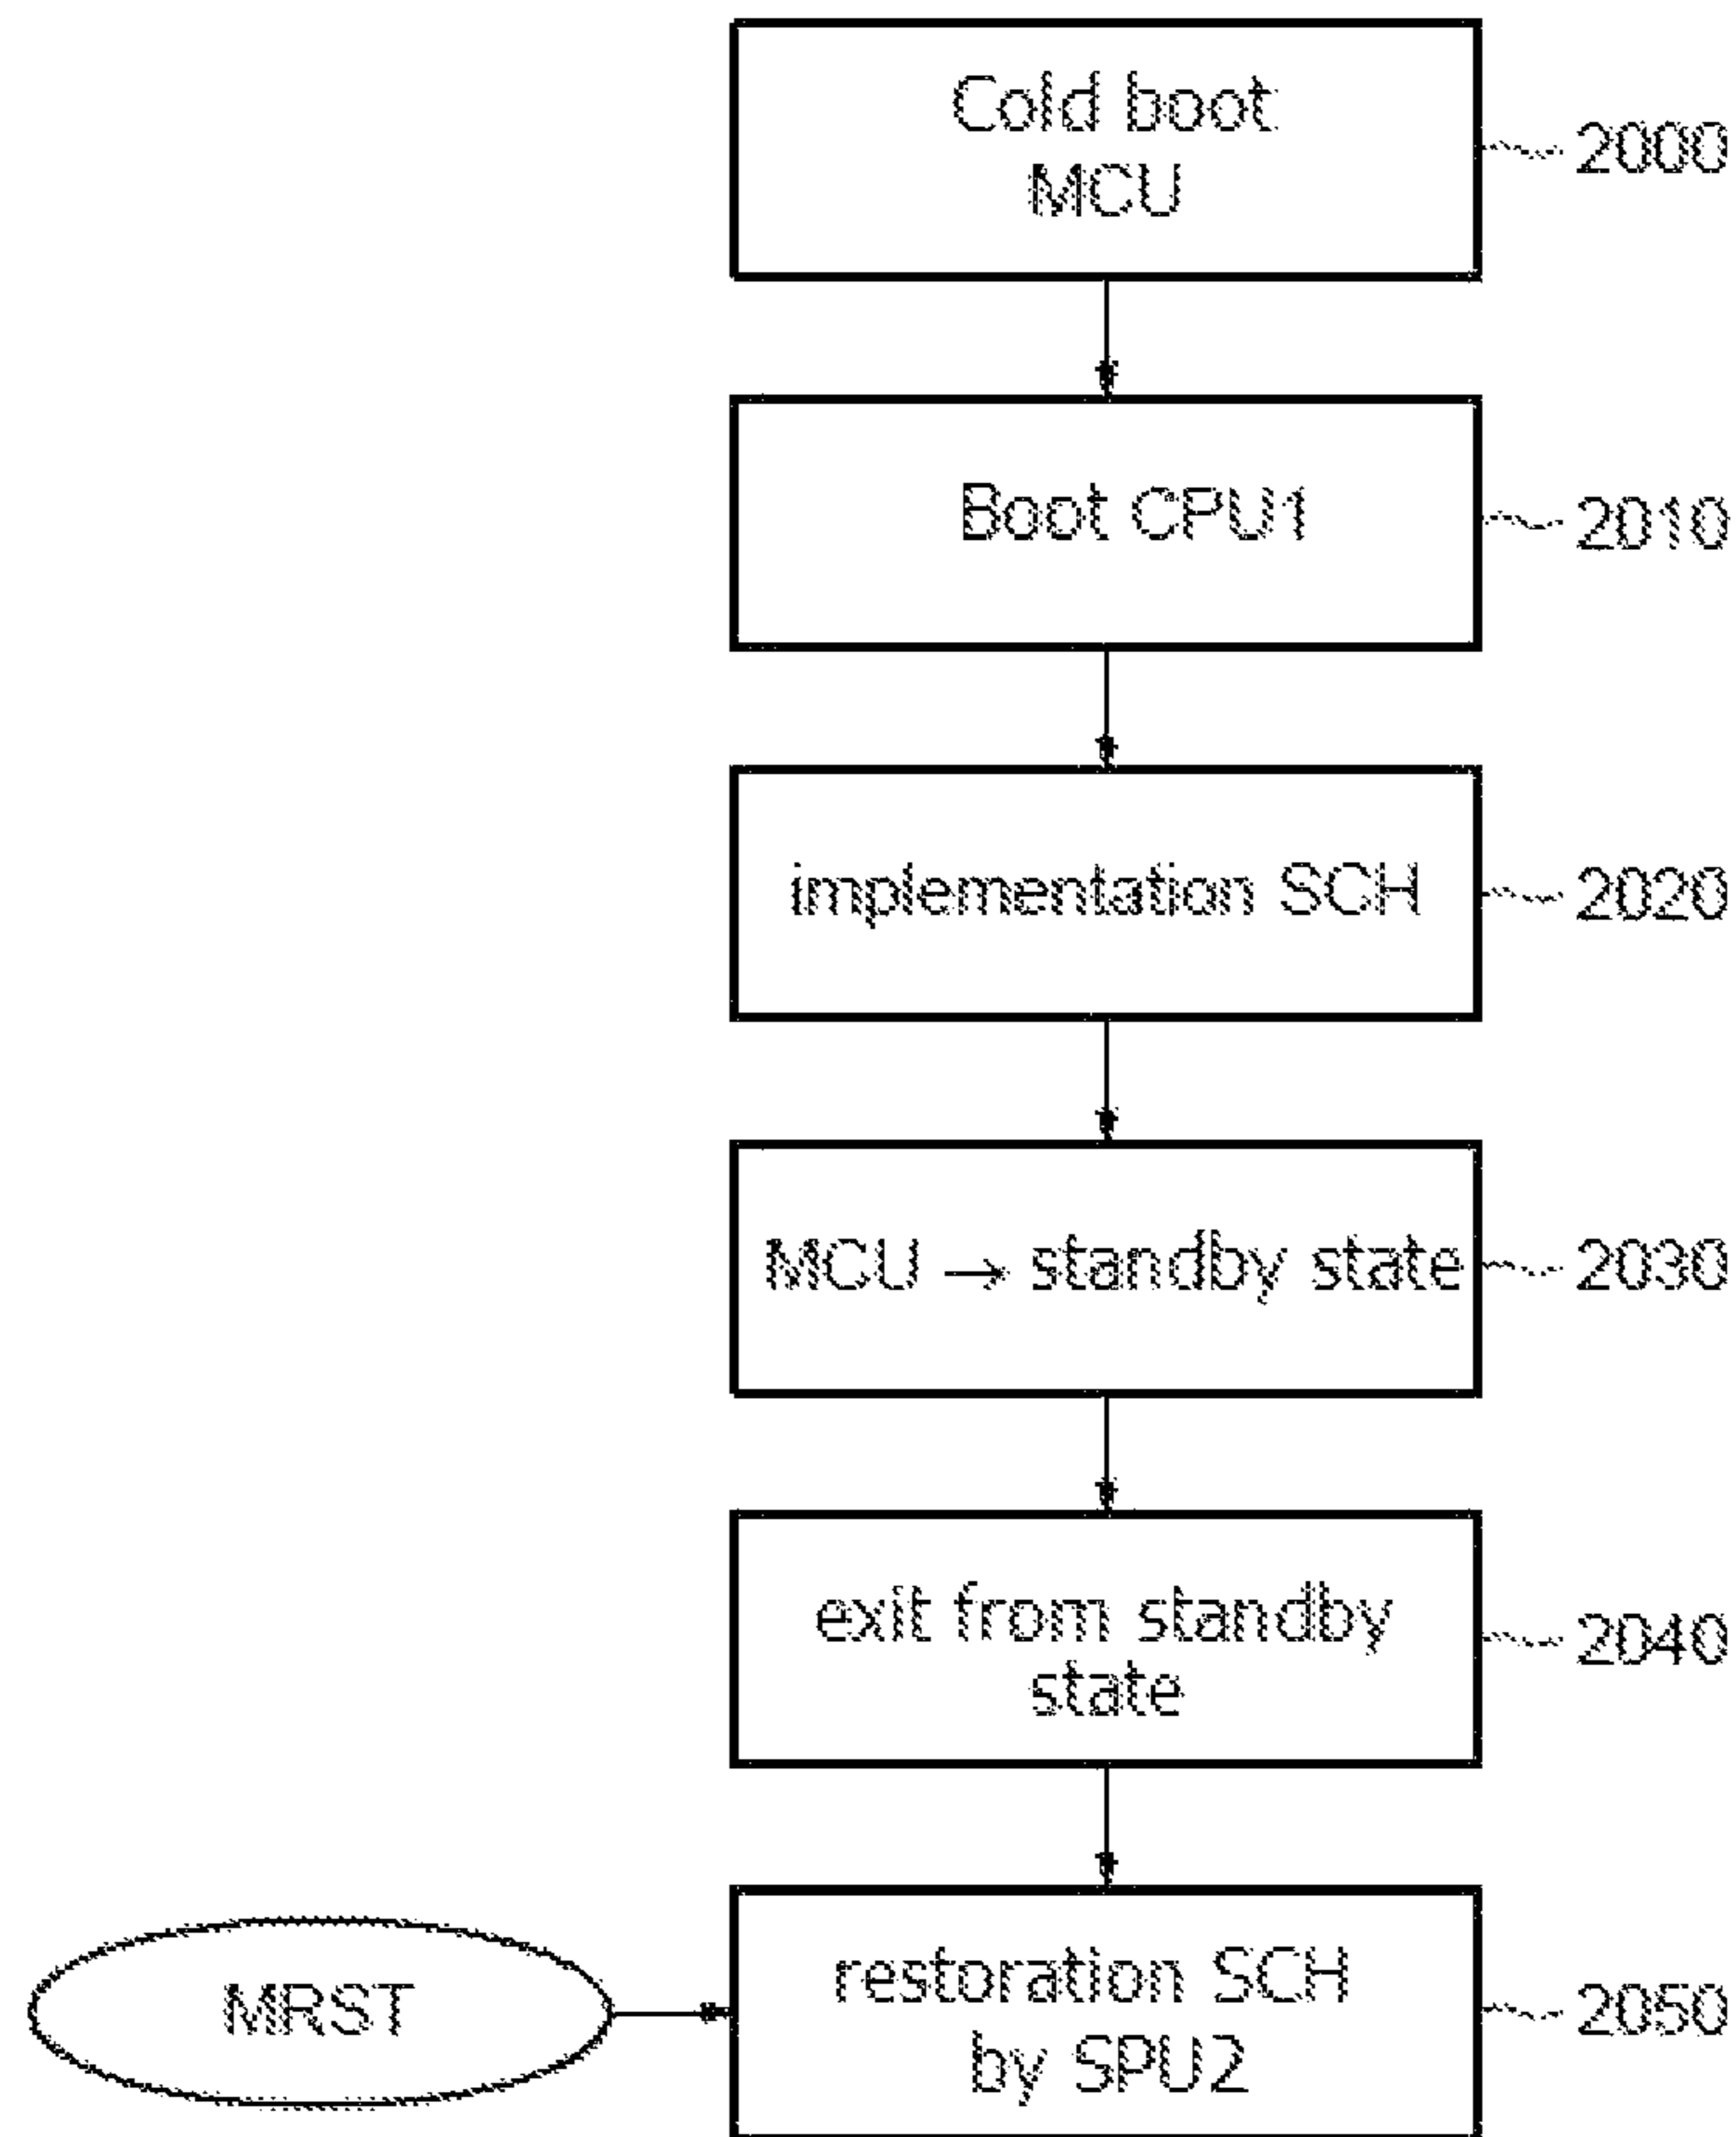 Cold boot
MCU
2000
Boot CPU1
2010
implementation SCH
2020
MCU → standby state
2030
exit from standby
state
2040
MRST
restoration SCH
by SPU2
2050